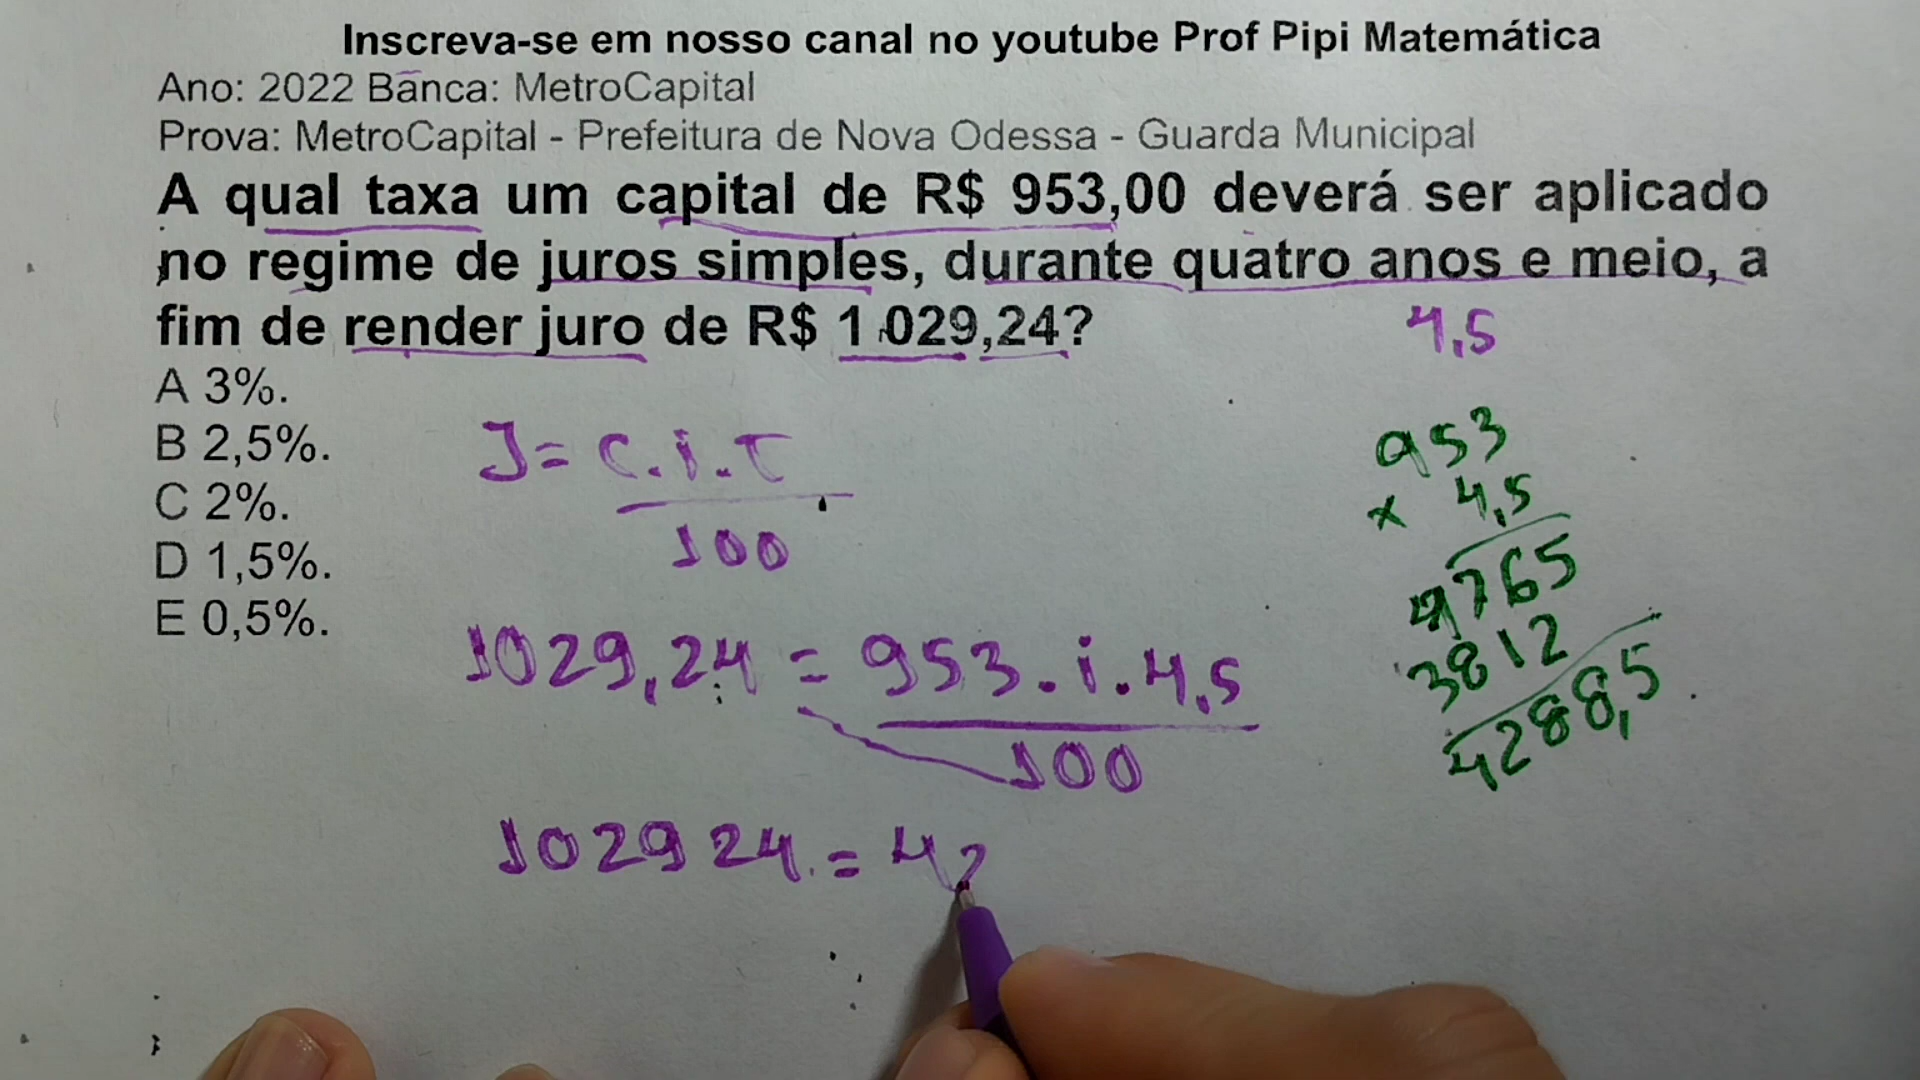 Inscreva-se em nosso canal no youtube Prof Pipi Matemática
Ano: 2022 Banca: MetroCapital
Prova: MetroCapital - Prefeitura de Nova Odessa - Guarda Municipal
A qual taxa um capital de R$ 953,00 deverá ser aplicado
no regime de juros simples, durante quatro anos e meio, a
fim de render juro de R$ 1.029,24?
4,5
A 3%.
B 2,5%.
C 2%.
D 1,5%.
E 0,5%.
J = C.i.T
100
1029,24 = 953.i.4,5
100
102924 = 42
953
x 4,5
4765
3812
4288,5